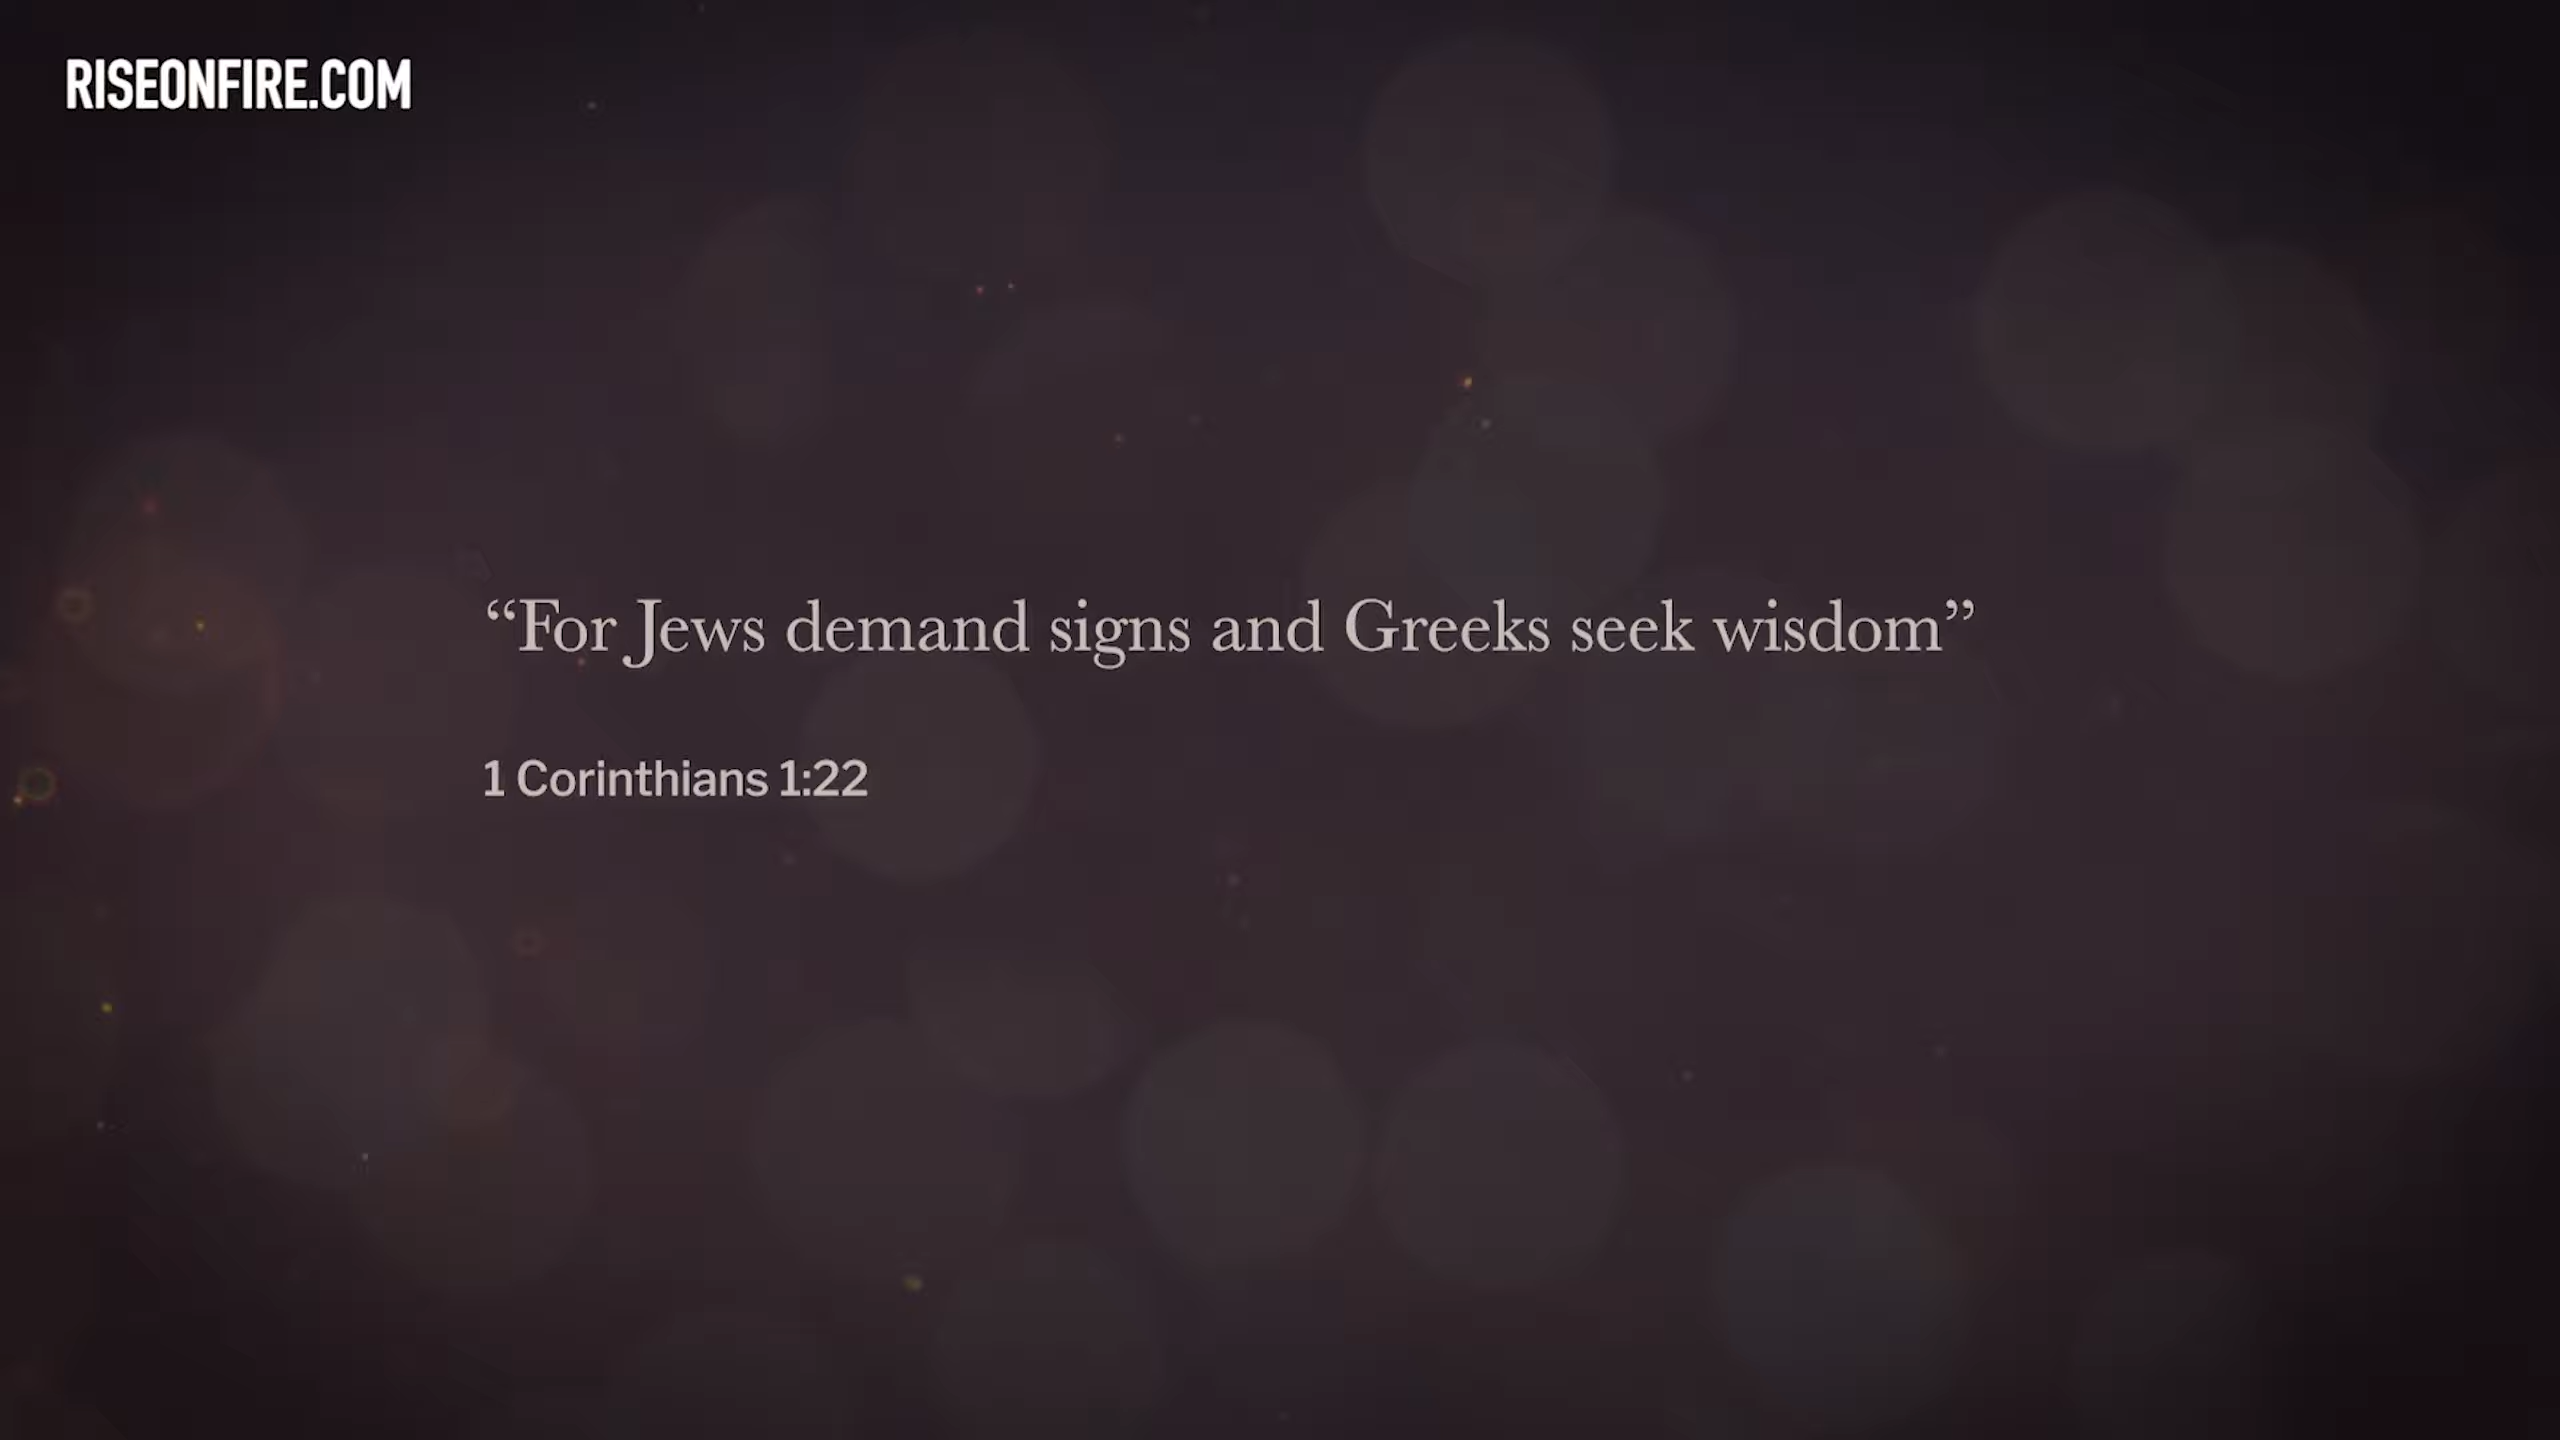 RISEONFIRE.COM
“For Jews demand signs and Greeks seek wisdom”
1 Corinthians 1:22